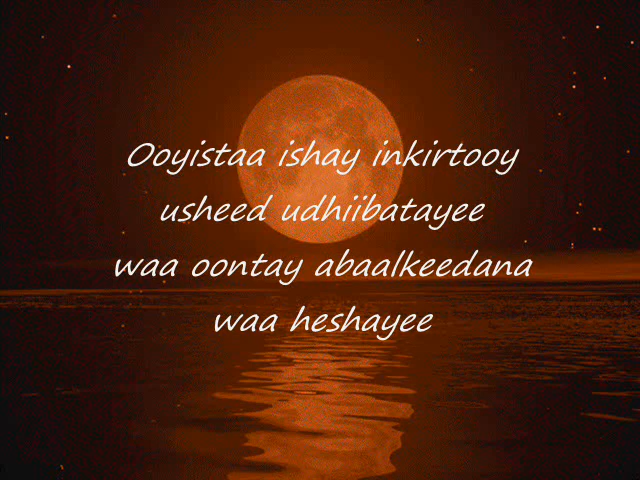 Ooyistaa ishay inkirtooy
usheed udhiibatayee
waa oontay abaalkeedana
waa heshayee